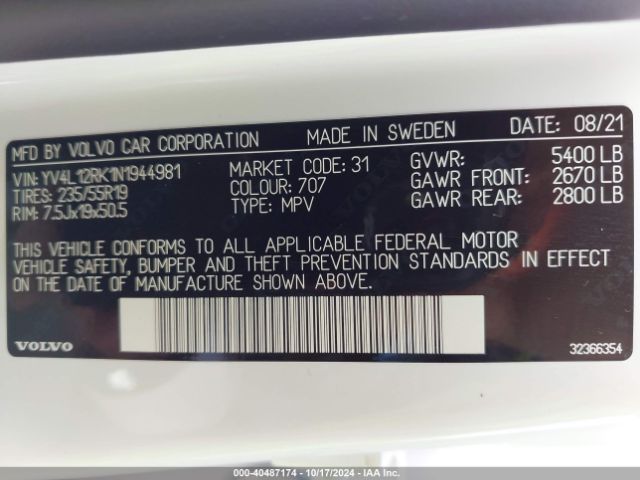 MFD BY VOLVO CAR CORPORATION MADE IN SWEDEN DATE: 08/21
VIN: YV4L12RK1N1944981 MARKET CODE: 31 GVWR: 5400 LB
TIRES: 235/55R19 COLOUR: 707 GAWR FRONT: 2670 LB
RIM: 7.5Jx19x50.5 TYPE: MPV GAWR REAR: 2800 LB
THIS VEHICLE CONFORMS TO ALL APPLICABLE FEDERAL MOTOR
VEHICLE SAFETY, BUMPER AND THEFT PREVENTION STANDARDS IN EFFECT
ON THE DATE OF MANUFACTURE SHOWN ABOVE.
VOLVO 32366354
000-40487174 | 10/17/2024 | IAA Inc.